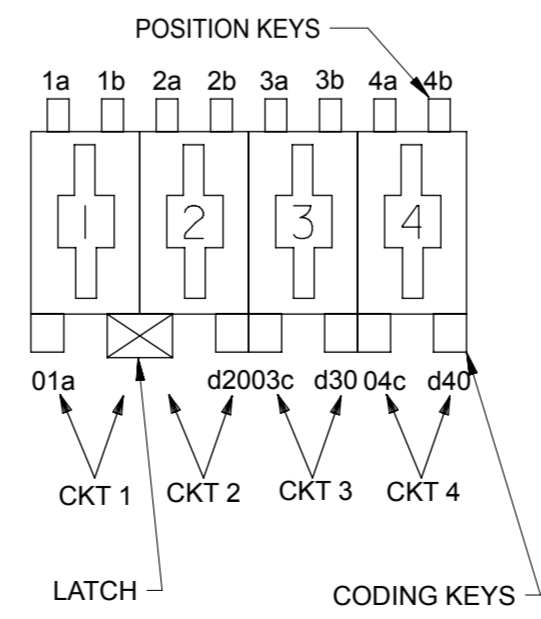 POSITION KEYS
1a 1b 2a 2b 3a 3b 4a 4b
1 2 3 4
01a d2003c d30 04c d40
CKT 1 CKT 2 CKT 3 CKT 4
LATCH
CODING KEYS